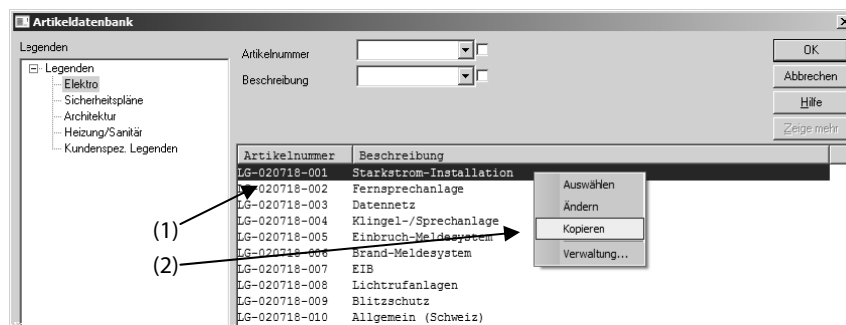 Artikeldatenbank
Legenden
Legenden
Elektro
Sicherheitspläne
Architektur
Heizung/Sanitär
Kundenspez. Legenden
Artikelnummer
Beschreibung
OK
Abbrechen
Hilfe
Zeige mehr
Artikelnummer Beschreibung
LG-020718-001 Starkstrom-Installation
LG-020718-002 Fernsprechanlage
LG-020718-003 Datennetz
LG-020718-004 Klingel-/Sprechanlage
LG-020718-005 Einbruch-Meldesystem
LG-020718-006 Brand-Meldesystem
LG-020718-007 EIB
LG-020718-008 Lichtrufanlagen
LG-020718-009 Blitzschutz
LG-020718-010 Allgemein (Schweiz)
Auswählen
Ändern
Kopieren
Verwaltung...
(1)
(2)